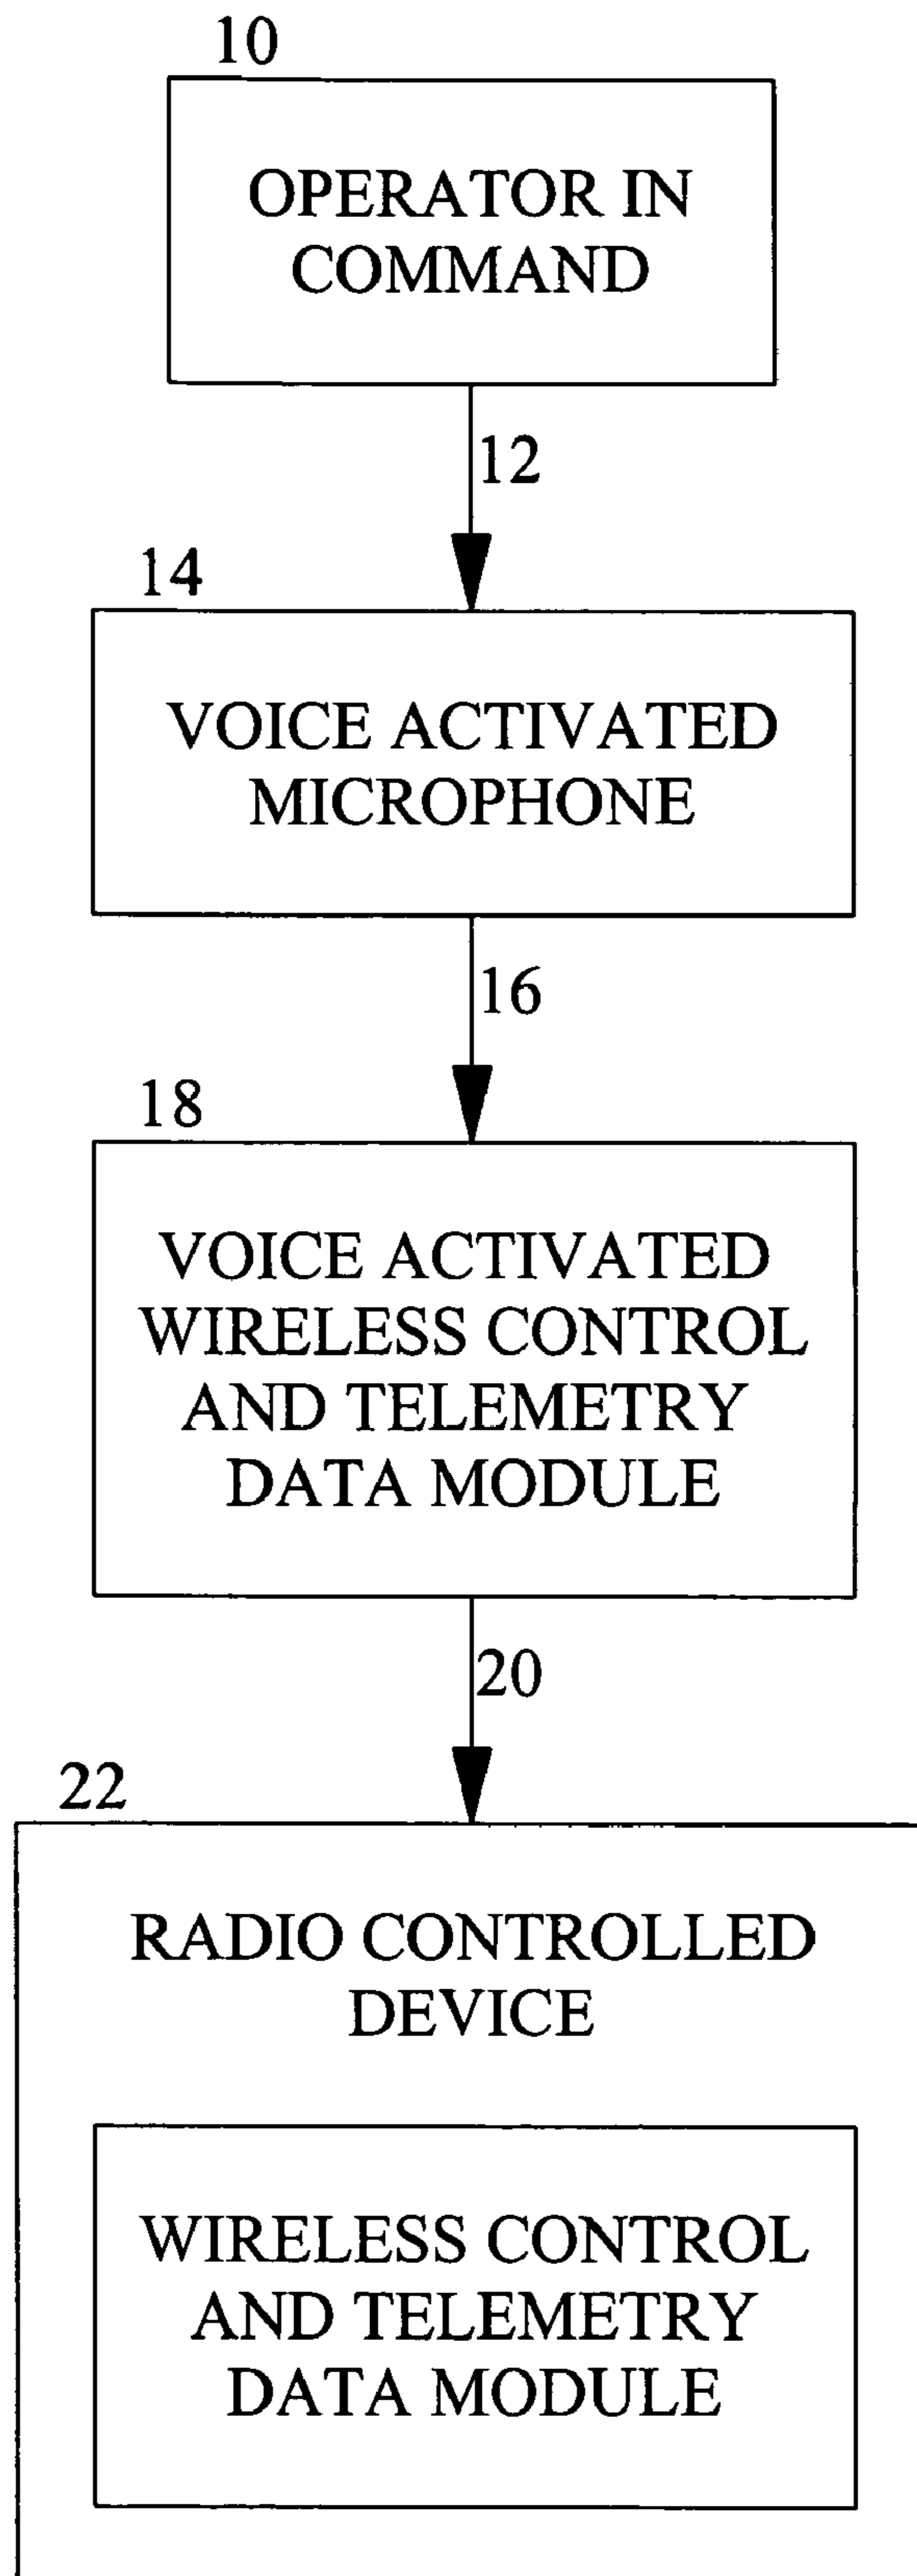 10
OPERATOR IN
COMMAND
12
14
VOICE ACTIVATED
MICROPHONE
16
18
VOICE ACTIVATED
WIRELESS CONTROL
AND TELEMETRY
DATA MODULE
20
22
RADIO CONTROLLED
DEVICE
WIRELESS CONTROL
AND TELEMETRY
DATA MODULE